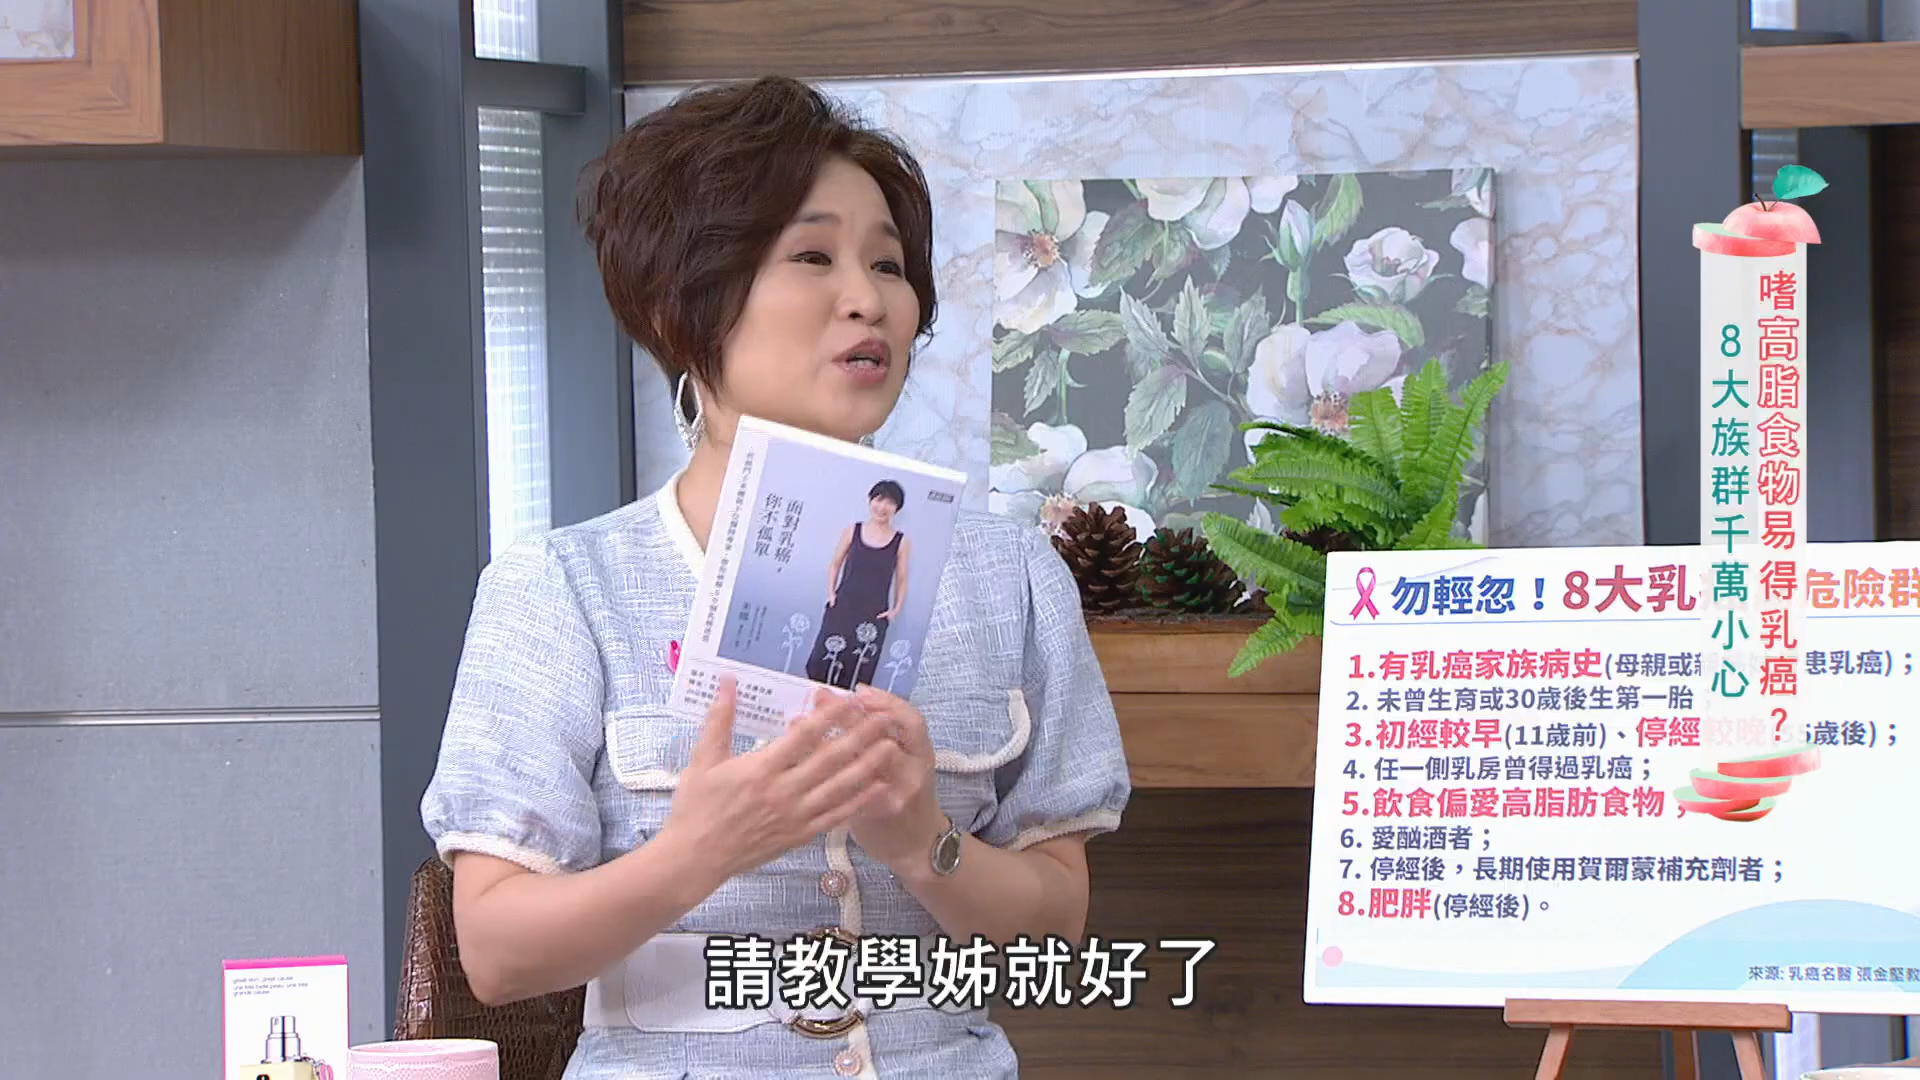 嗜高脂食物易得乳癌?
8大族群千萬小心
面對乳癌,
你不孤單
朱國
勿輕忽!8大乳 危險群
1.有乳癌家族病史(母親或 患乳癌);
2. 未曾生育或30歲後生第一胎;
3.初經較早(11歲前)、停經較晚(55歲後);
4. 任一側乳房曾得過乳癌;
5.飲食偏愛高脂肪食物;
6. 愛酗酒者;
7. 停經後,長期使用賀爾蒙補充劑者;
8.肥胖(停經後)。
來源: 乳癌名醫 張金堅教
請教學姊就好了